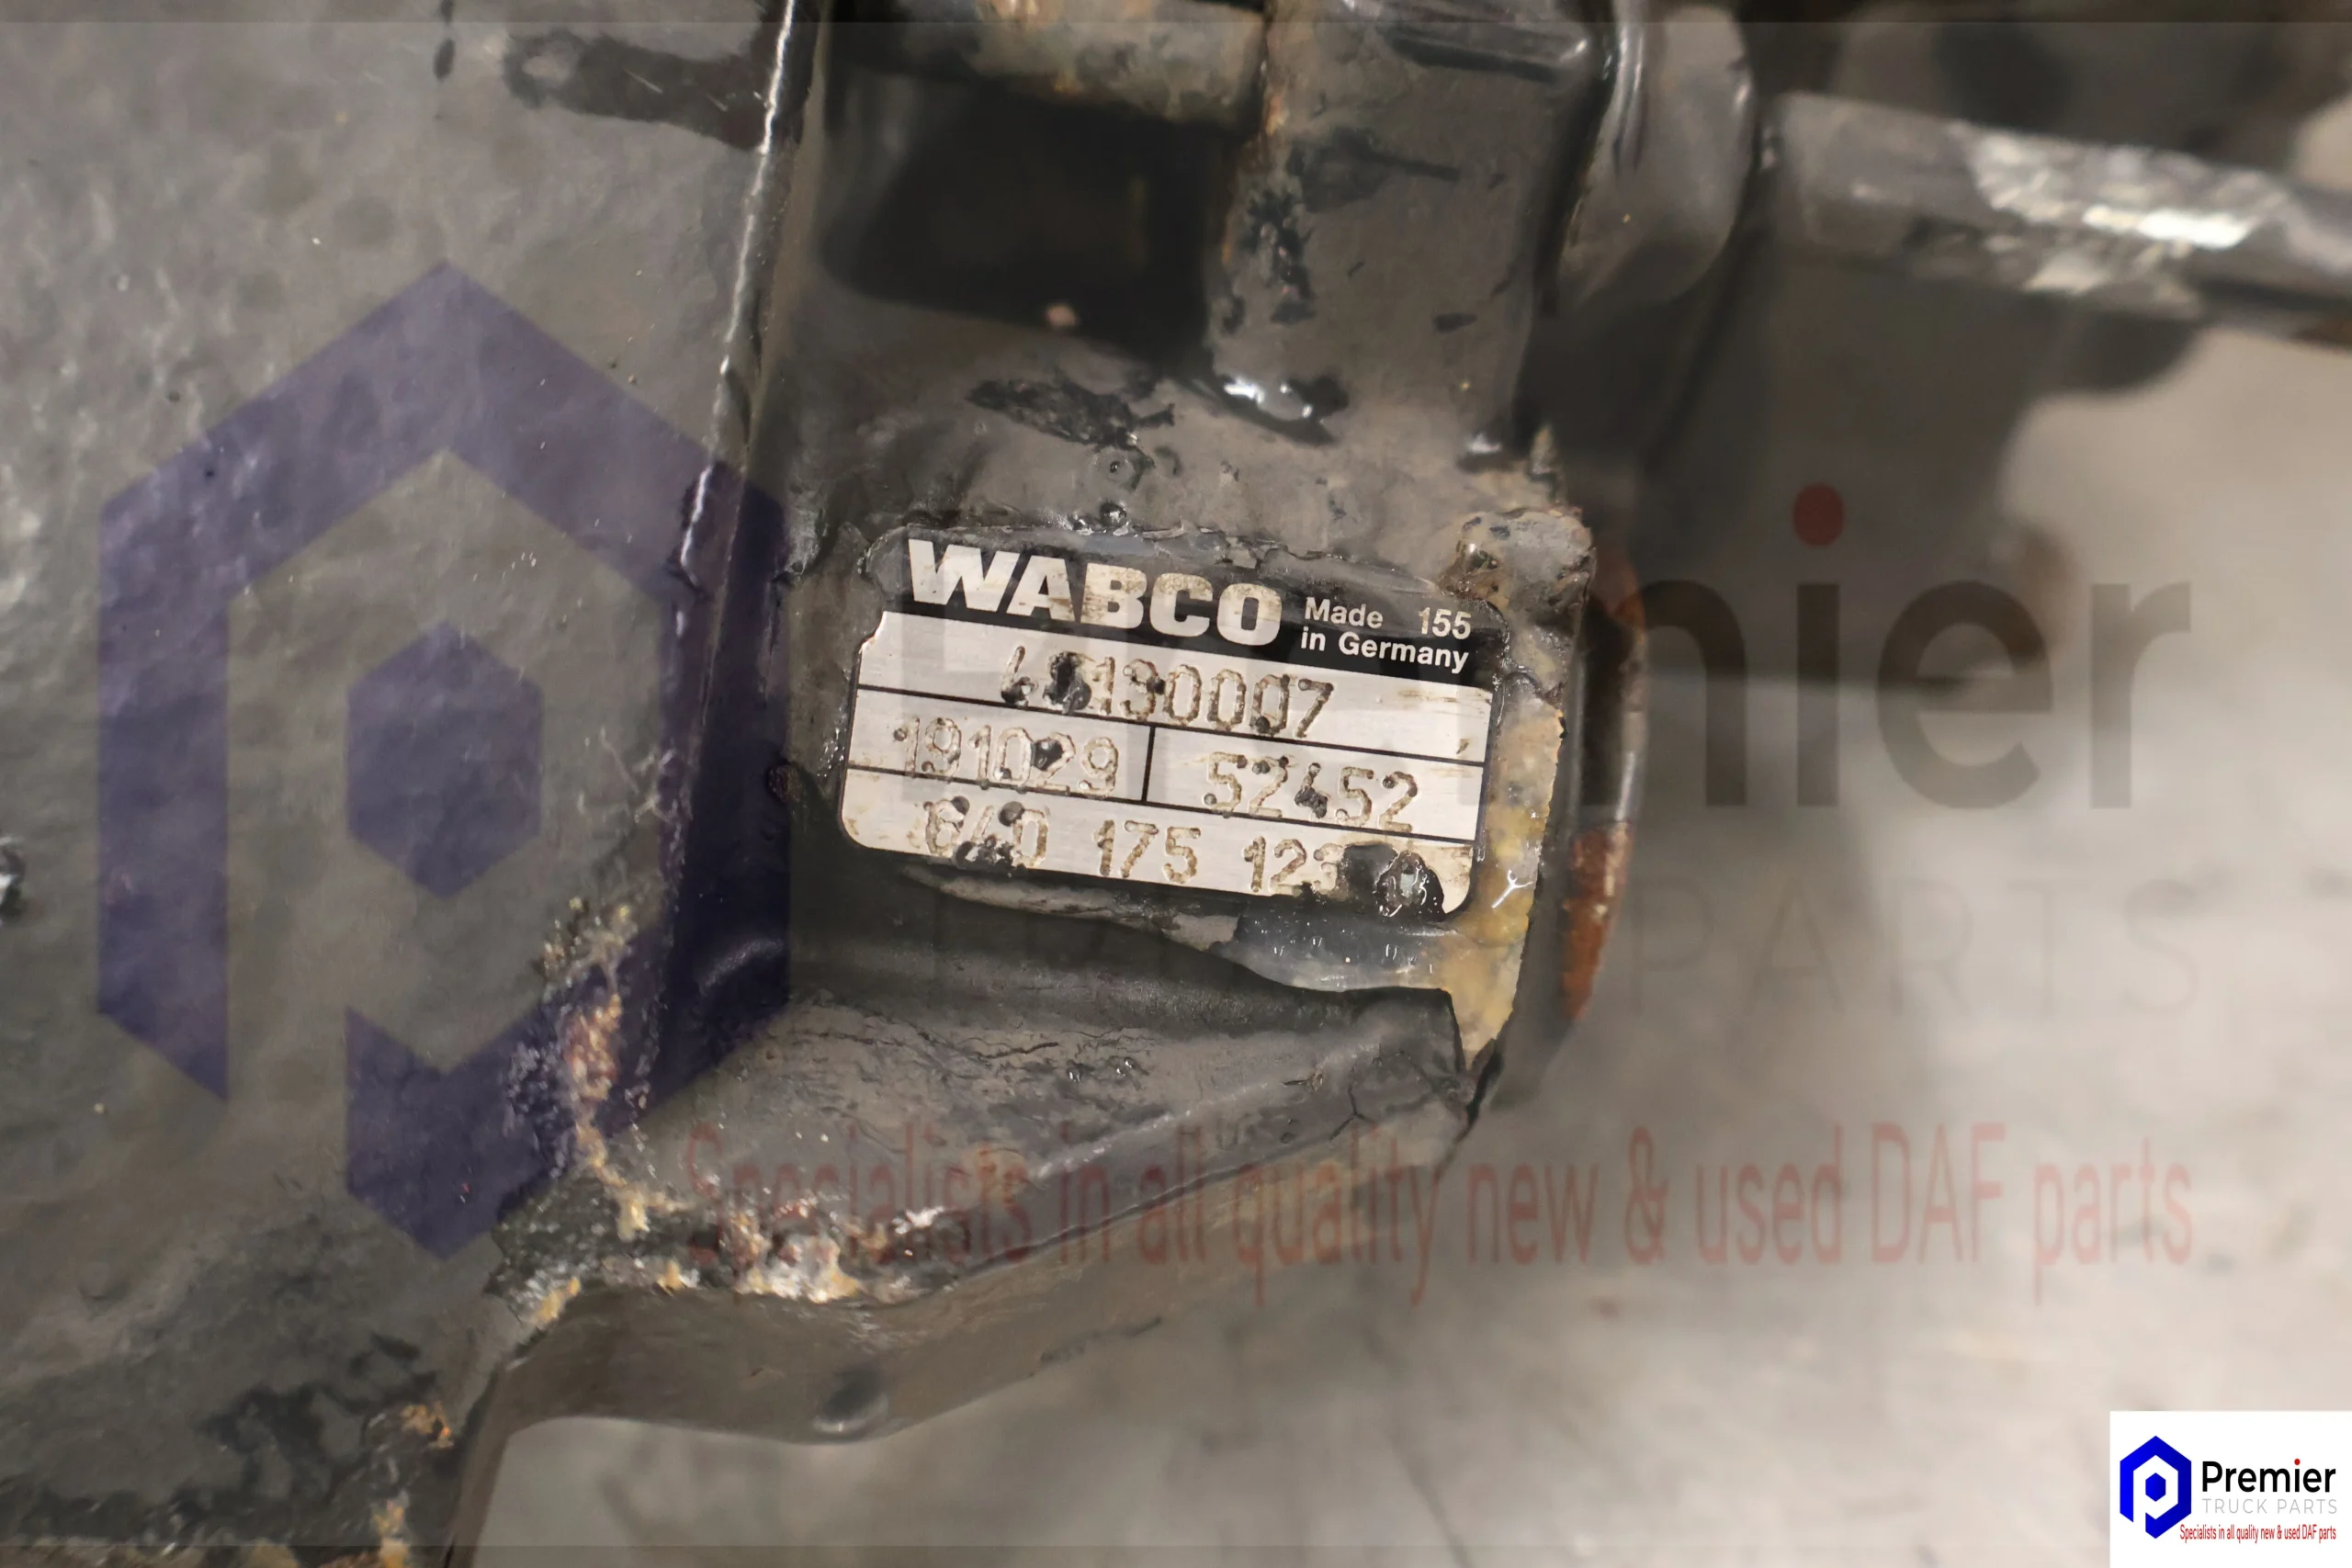 WABCO Made 155
in Germany
191029 52452
640 175 123
Specialists in all quality new & used DAF parts
Premier
TRUCK PARTS
Specialists in all quality new & used DAF parts